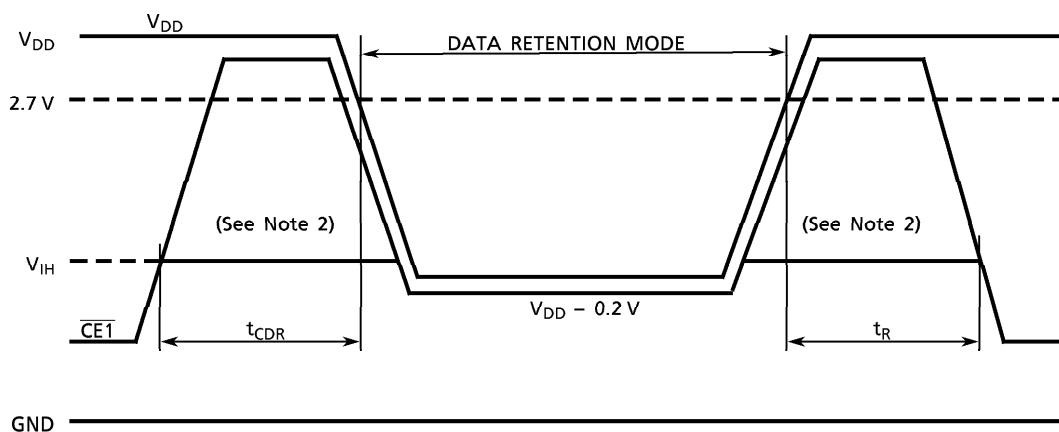 V_DD
V_DD
DATA RETENTION MODE
2.7 V
(See Note 2)
(See Note 2)
V_IH
V_DD – 0.2 V
C̅E̅1̅
t_CDR
t_R
GND